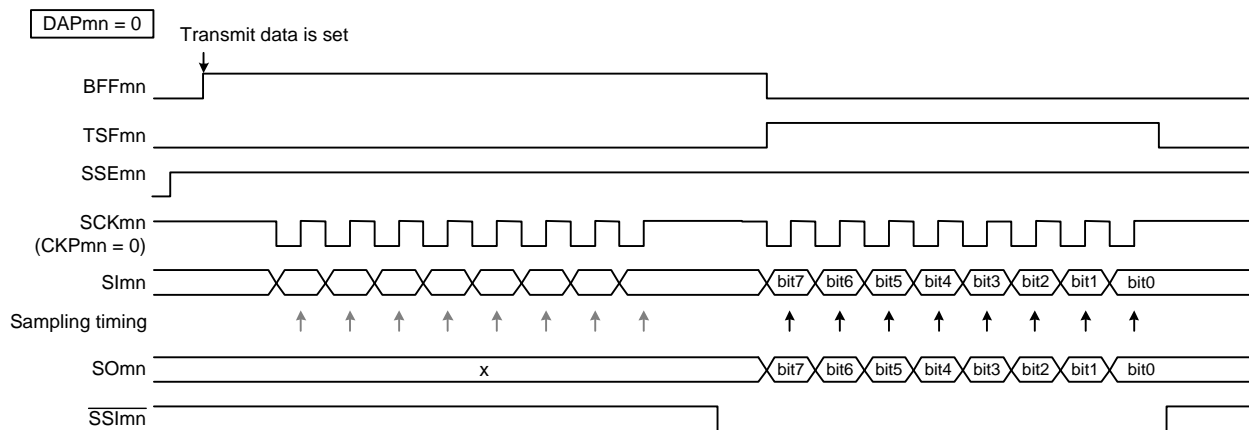 DAPmn = 0
Transmit data is set
BFFmn
TSFmn
SSEmn
SCKmn
(CKPmn = 0)
SImn
bit7 bit6 bit5 bit4 bit3 bit2 bit1 bit0
Sampling timing
SOmn
x
bit7 bit6 bit5 bit4 bit3 bit2 bit1 bit0
SSImn